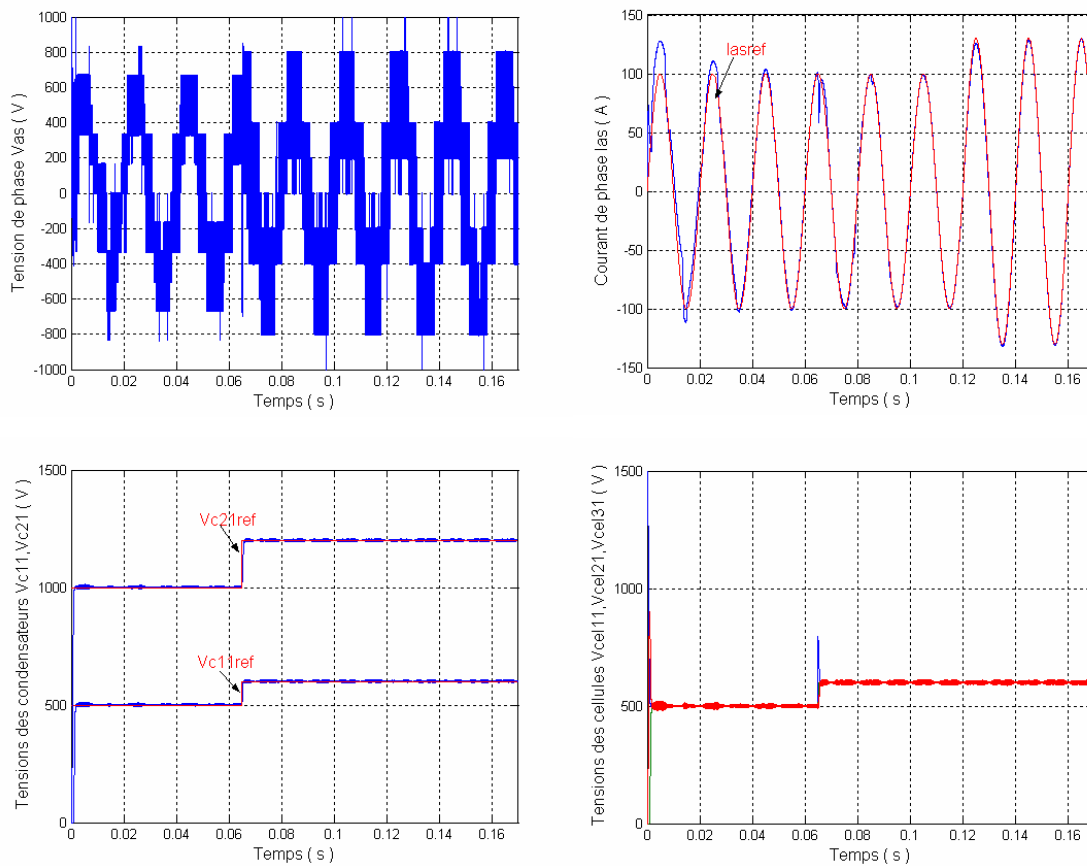 Tension de phase Vas ( V )
1000
800
600
400
200
0
-200
-400
-600
-800
-1000
0 0.02 0.04 0.06 0.08 0.1 0.12 0.14 0.16
Temps ( s )
Courant de phase Ias ( A )
150
100
50
0
-50
-100
-150
Iasref
0 0.02 0.04 0.06 0.08 0.1 0.12 0.14 0.16
Temps ( s )
Tensions des condensateurs Vc11,Vc21 ( V )
1500
1000
500
0
Vc21ref
Vc11ref
0 0.02 0.04 0.06 0.08 0.1 0.12 0.14 0.16
Temps ( s )
Tensions des cellules Vcel11,Vcel21,Vcel31 ( V )
1500
1000
500
0
0 0.02 0.04 0.06 0.08 0.1 0.12 0.14 0.16
Temps ( s )